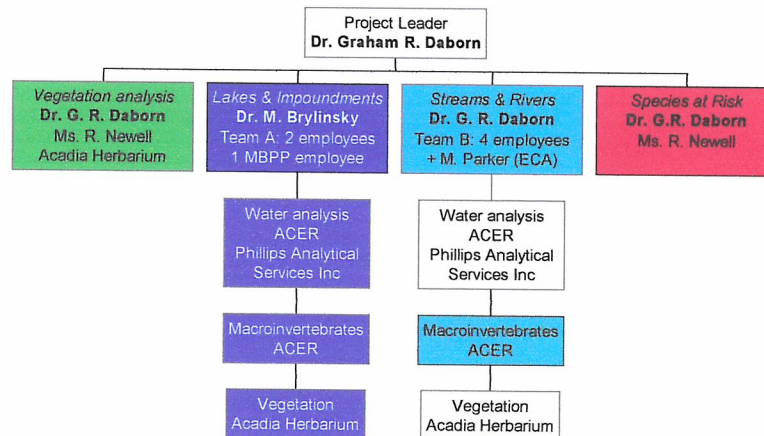 Project Leader
Dr. Graham R. Daborn
Vegetation analysis
Dr. G. R. Daborn
Ms. R. Newell
Acadia Herbarium
Lakes & Impoundments
Dr. M. Brylinsky
Team A: 2 employees
1 MBPP employee
Streams & Rivers
Dr. G. R. Daborn
Team B: 4 employees
+ M. Parker (ECA)
Species at Risk
Dr. G.R. Daborn
Ms. R. Newell
Water analysis
ACER
Phillips Analytical
Services Inc
Water analysis
ACER
Phillips Analytical
Services Inc
Macroinvertebrates
ACER
Macroinvertebrates
ACER
Vegetation
Acadia Herbarium
Vegetation
Acadia Herbarium